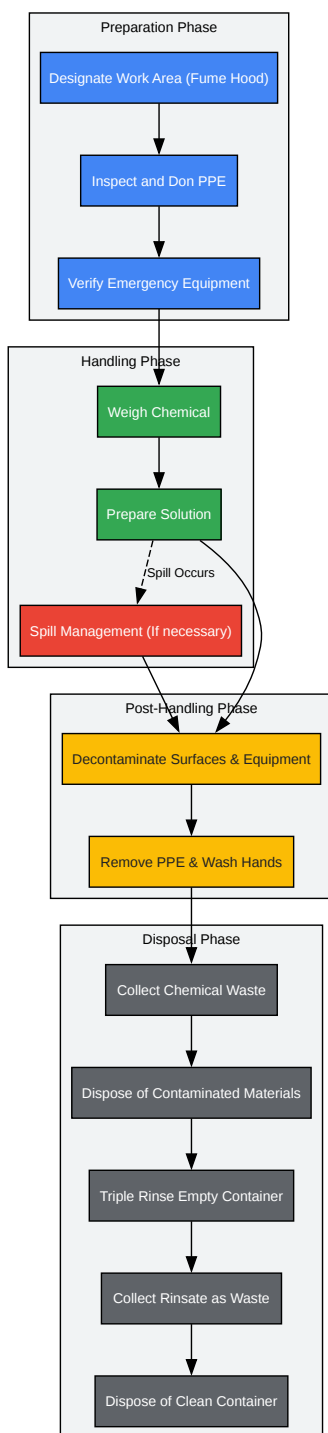 Preparation Phase
Designate Work Area (Fume Hood)
Inspect and Don PPE
Verify Emergency Equipment
Handling Phase
Weigh Chemical
Prepare Solution
Spill Occurs
Spill Management (If necessary)
Post-Handling Phase
Decontaminate Surfaces & Equipment
Remove PPE & Wash Hands
Disposal Phase
Collect Chemical Waste
Dispose of Contaminated Materials
Triple Rinse Empty Container
Collect Rinsate as Waste
Dispose of Clean Container